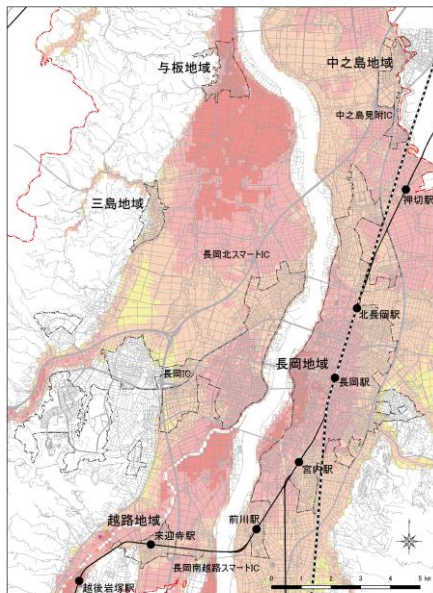 与板地域
中之島地域
中之島見附IC
押切駅
三島地域
長岡北スマートIC
北長岡駅
長岡地域
長岡IC
長岡駅
宮内駅
越路地域
前川駅
来迎寺駅
長岡南越路スマートIC
越後岩塚駅
0 1 2 3 4 5 km